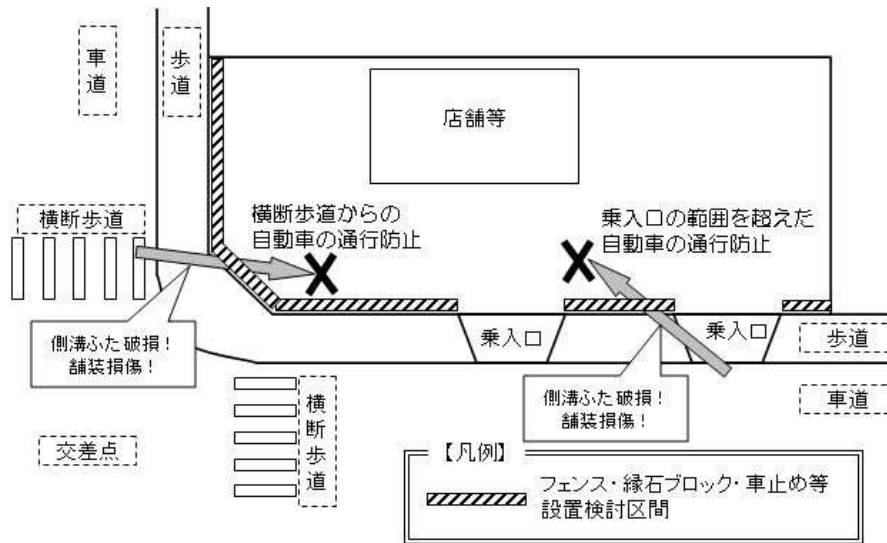 車道
歩道
店舗等
横断歩道
横断歩道からの
自動車の通行防止
乗入口の範囲を超えた
自動車の通行防止
側溝ふた破損！
舗装損傷！
乗入口
乗入口
歩道
側溝ふた破損！
舗装損傷！
車道
横断歩道
交差点
【凡例】
フェンス・縁石ブロック・車止め等
設置検討区間